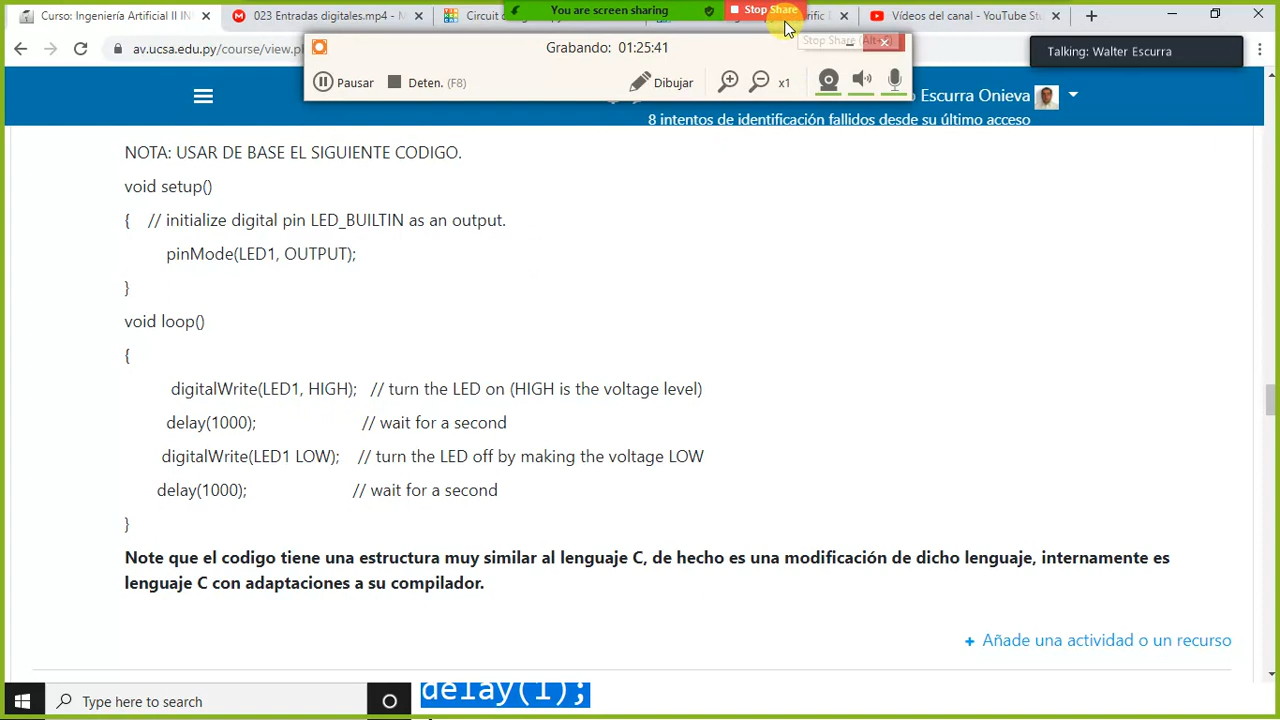 Curso: Ingeniería Artificial II IN
023 Entradas digitales.mp4 - M
Circuit
rific D
Vídeos del canal - YouTube Stu
You are screen sharing
Stop Share
Stop Share (Alt+
av.ucsa.edu.py/course/view.p
Grabando: 01:25:41
Pausar
Deten. (F8)
Dibujar
x1
Talking: Walter Escurra
Escurra Onieva
8 intentos de identificación fallidos desde su último acceso
NOTA: USAR DE BASE EL SIGUIENTE CODIGO.
void setup()
{ // initialize digital pin LED_BUILTIN as an output.
pinMode(LED1, OUTPUT);
}
void loop()
{
digitalWrite(LED1, HIGH); // turn the LED on (HIGH is the voltage level)
delay(1000); // wait for a second
digitalWrite(LED1 LOW); // turn the LED off by making the voltage LOW
delay(1000); // wait for a second
}
Note que el codigo tiene una estructura muy similar al lenguaje C, de hecho es una modificación de dicho lenguaje, internamente es
lenguaje C con adaptaciones a su compilador.
+ Añade una actividad o un recurso
Type here to search
delay(1);